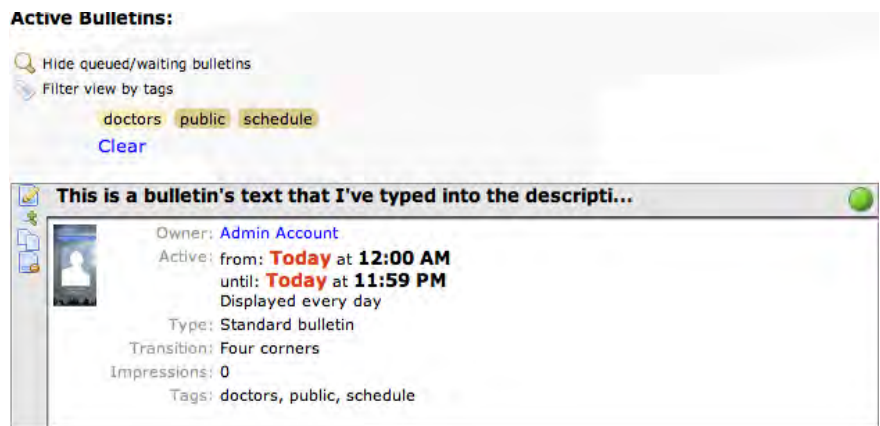 Active Bulletins:
Hide queued/waiting bulletins
Filter view by tags
doctors public schedule
Clear
This is a bulletin's text that I've typed into the descripti...
Owner: Admin Account
Active: from: Today at 12:00 AM
until: Today at 11:59 PM
Displayed every day
Type: Standard bulletin
Transition: Four corners
Impressions: 0
Tags: doctors, public, schedule